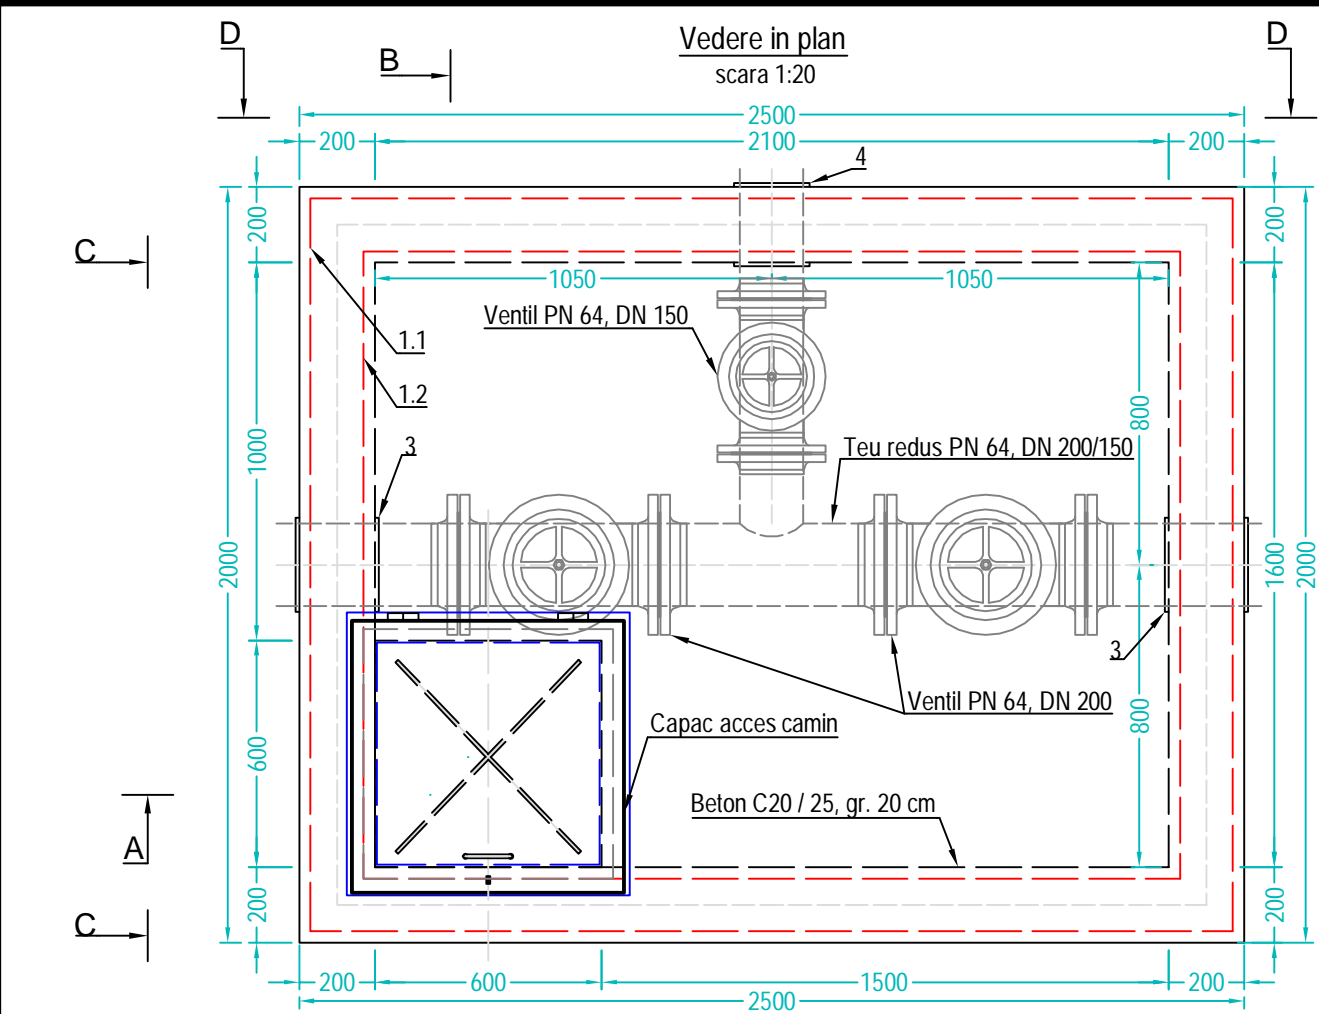 D
Vedere in plan
D
B
scara 1:20
2500
200
2100
200
4
200
200
C
1050
1050
Ventil PN 64, DN 150
1.1
1.2
800
1000
3
Teu redus PN 64, DN 200/150
2000
1600
2000
3
Ventil PN 64, DN 200
Capac acces camin
800
600
Beton C20 / 25, gr. 20 cm
A
200
200
C
200
600
1500
200
2500